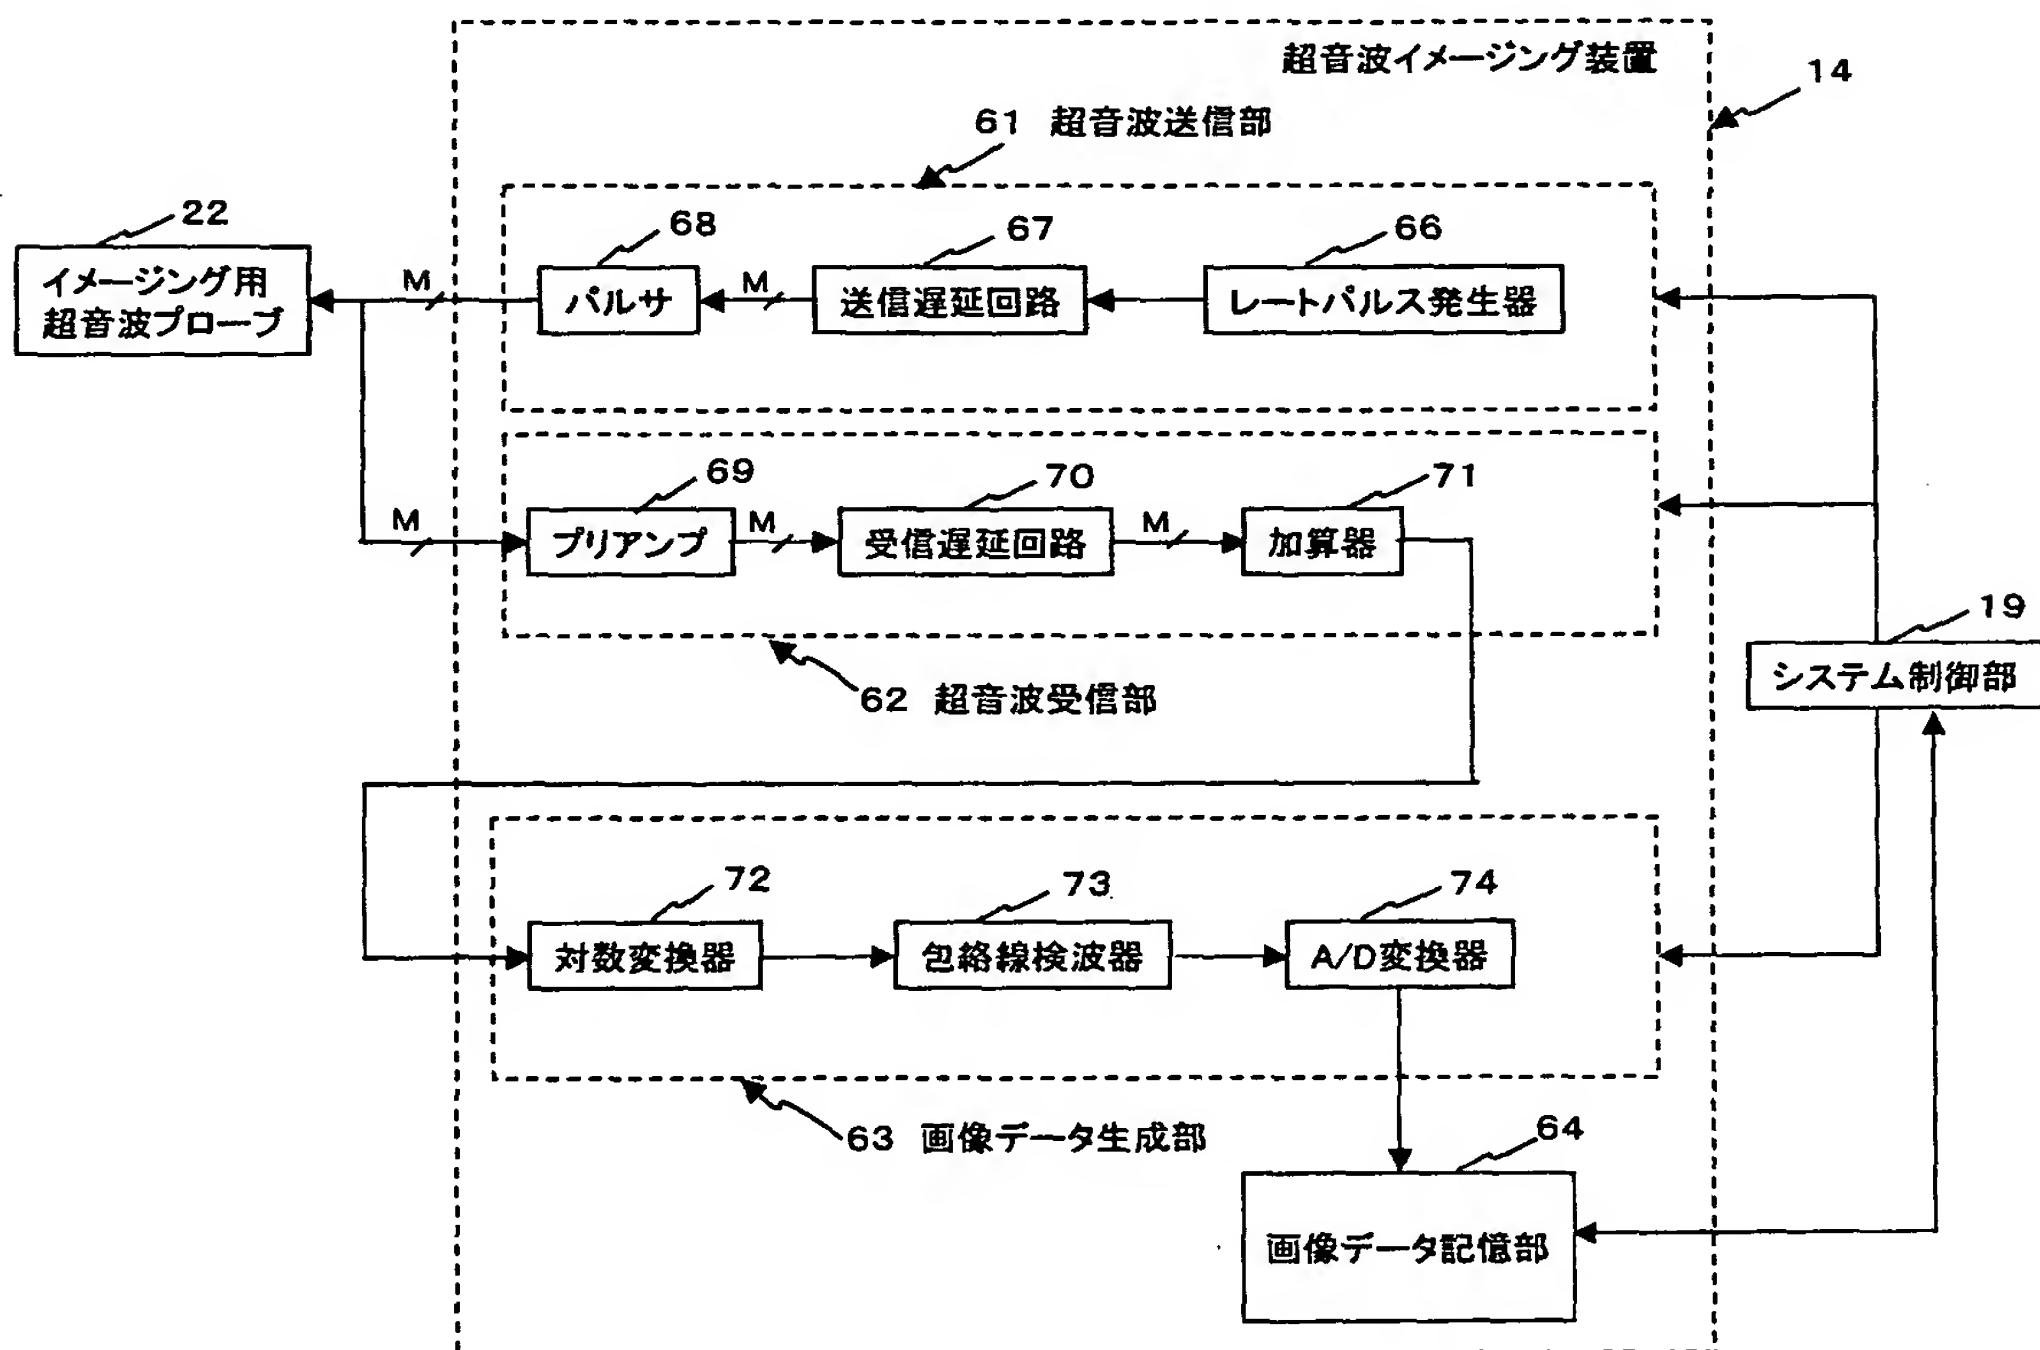 超音波イメージング装置
14
61 超音波送信部
22
68
67
66
イメージング用
超音波プローブ
M
パルサ
M
送信遅延回路
レートパルス発生器
69
70
71
M
プリアンプ
M
受信遅延回路
M
加算器
19
システム制御部
62 超音波受信部
72
73
74
対数変換器
包絡線検波器
A/D変換器
63 画像データ生成部
64
画像データ記憶部